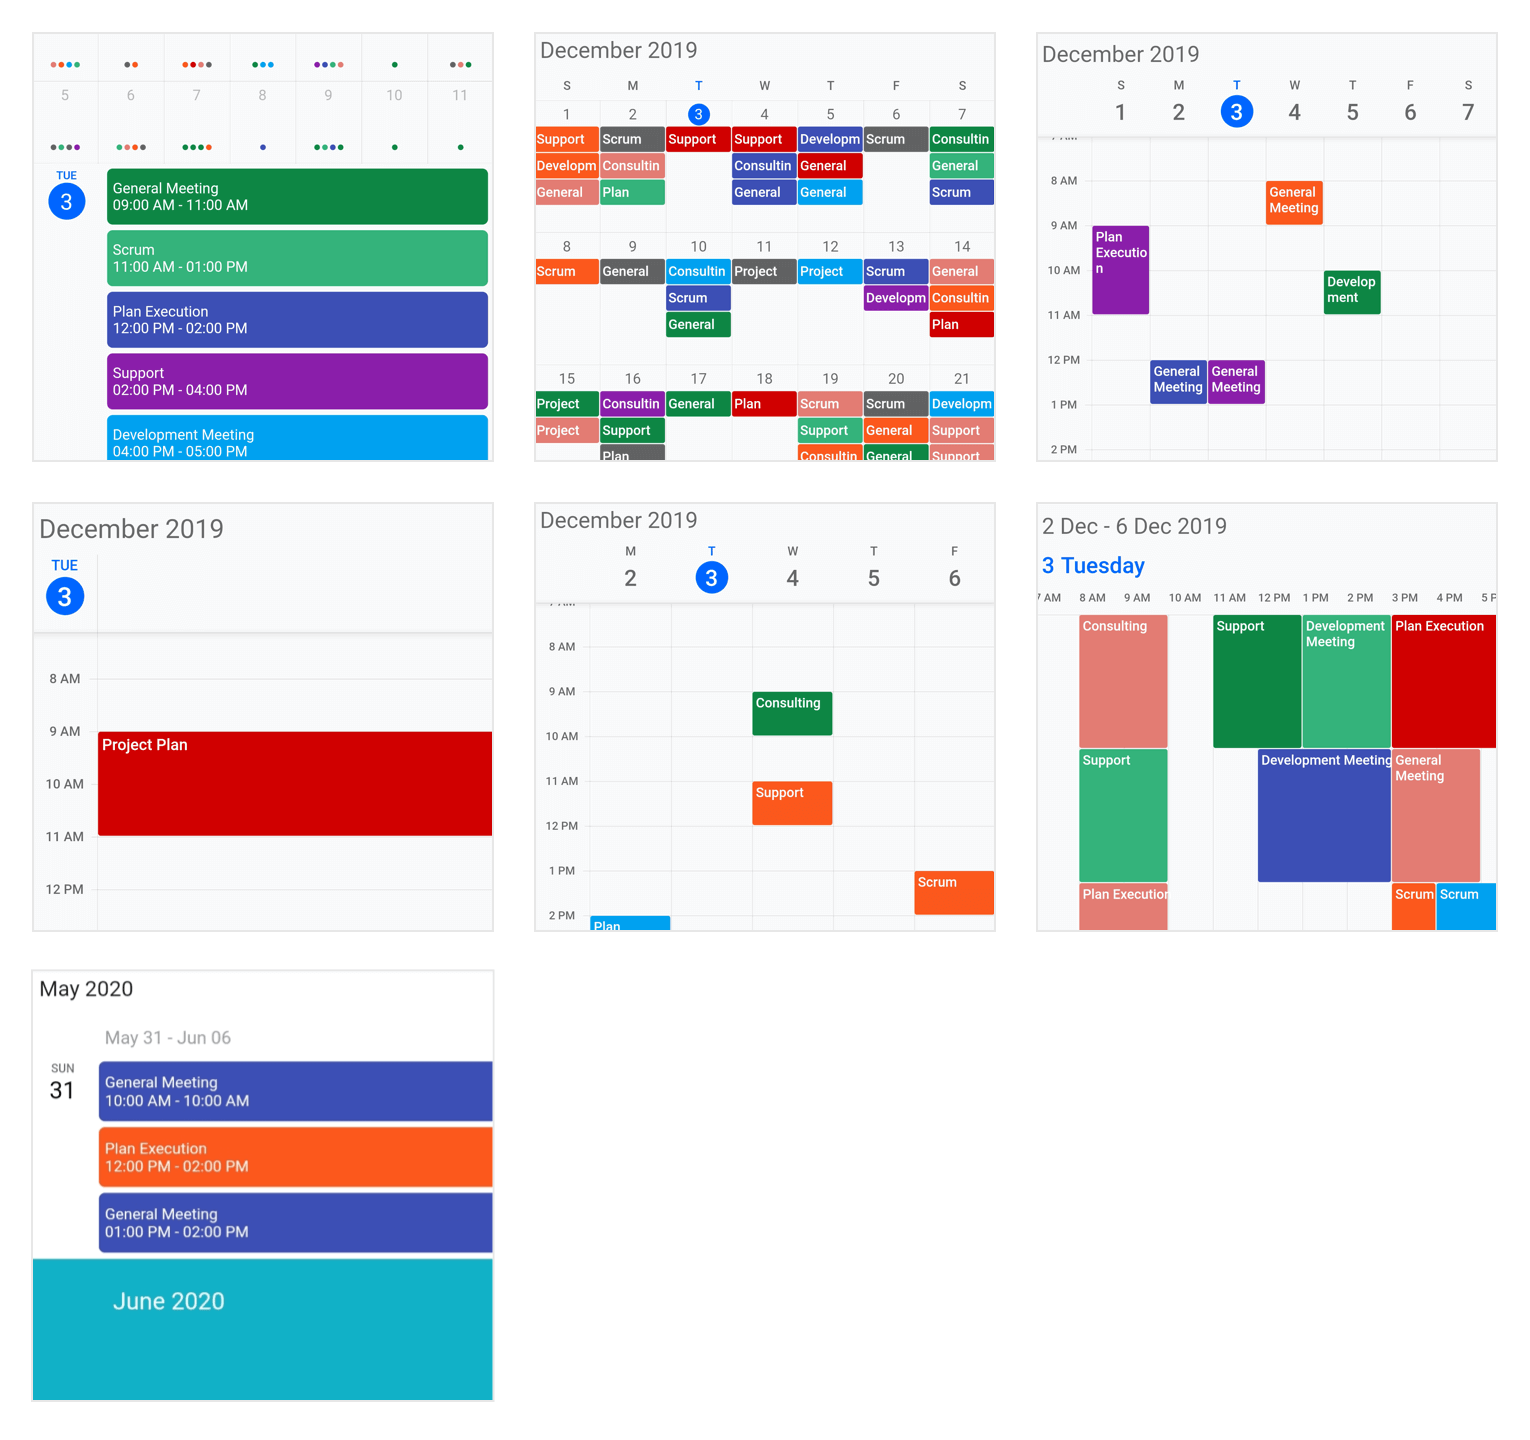 5 6 7 8 9 10 11
TUE
3
General Meeting
09:00 AM - 11:00 AM
Scrum
11:00 AM - 01:00 PM
Plan Execution
12:00 PM - 02:00 PM
Support
02:00 PM - 04:00 PM
Development Meeting
04:00 PM - 05:00 PM
December 2019
S M T W T F S
1 2 3 4 5 6 7
Support Scrum Support Support Developm Scrum Consultin
Developm Consultin Consultin General General
General Plan General General Scrum
8 9 10 11 12 13 14
Scrum General Consultin Project Project Scrum General
Scrum Developm Consultin
General Plan
15 16 17 18 19 20 21
Project Consultin General Plan Scrum Scrum Developm
Project Support Support General Support
Plan Consultin General Support
December 2019
S M T W T F S
1 2 3 4 5 6 7
7 AM
8 AM
General
Meeting
9 AM
Plan
Executio
n
10 AM
Develop
ment
11 AM
12 PM
General
Meeting
General
Meeting
1 PM
2 PM
December 2019
TUE
3
8 AM
9 AM
Project Plan
10 AM
11 AM
12 PM
December 2019
M T W T F
2 3 4 5 6
7 AM
8 AM
9 AM
Consulting
10 AM
11 AM
Support
12 PM
1 PM
Scrum
2 PM
Plan
2 Dec - 6 Dec 2019
3 Tuesday
7 AM 8 AM 9 AM 10 AM 11 AM 12 PM 1 PM 2 PM 3 PM 4 PM 5 P
Consulting Support Development Plan Execution
Meeting
Support Development Meeting General
Meeting
Plan Execution Scrum Scrum
May 2020
May 31 - Jun 06
SUN
31
General Meeting
10:00 AM - 10:00 AM
Plan Execution
12:00 PM - 02:00 PM
General Meeting
01:00 PM - 02:00 PM
June 2020